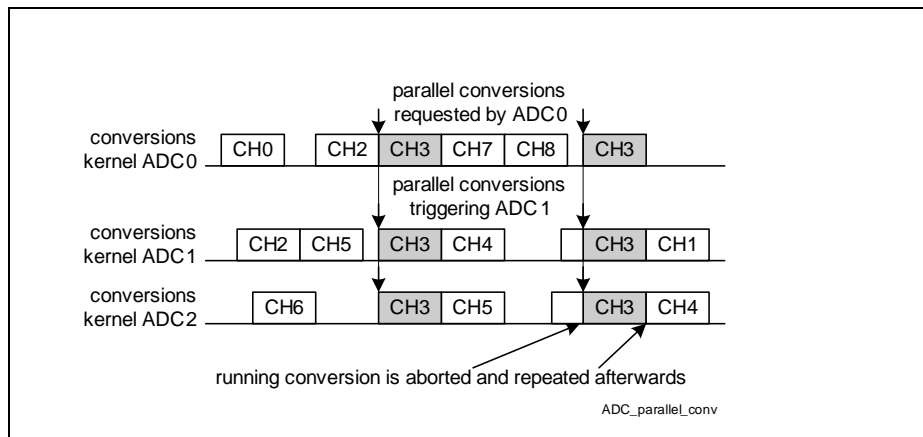 parallel conversions
requested by ADC0
conversions
kernel ADC0
CH0 CH2 CH3 CH7 CH8 CH3
parallel conversions
triggering ADC1
conversions
kernel ADC1
CH2 CH5 CH3 CH4 CH3 CH1
conversions
kernel ADC2
CH6 CH3 CH5 CH3 CH4
running conversion is aborted and repeated afterwards
ADC_parallel_conv